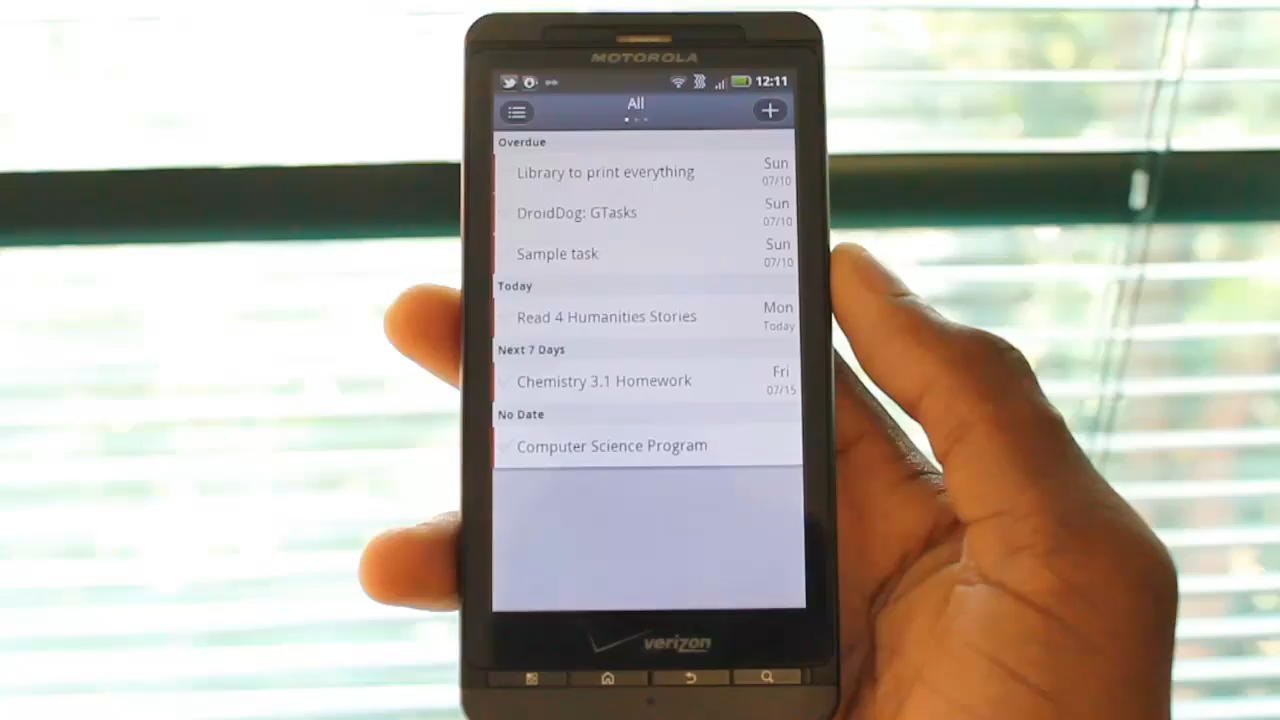 MOTOROLA
12:11
All
Overdue
Library to print everything
Sun
07/10
DroidDog: GTasks
Sun
07/10
Sample task
Sun
07/10
Today
Read 4 Humanities Stories
Mon
Today
Next 7 Days
Chemistry 3.1 Homework
Fri
07/15
No Date
Computer Science Program
verizon